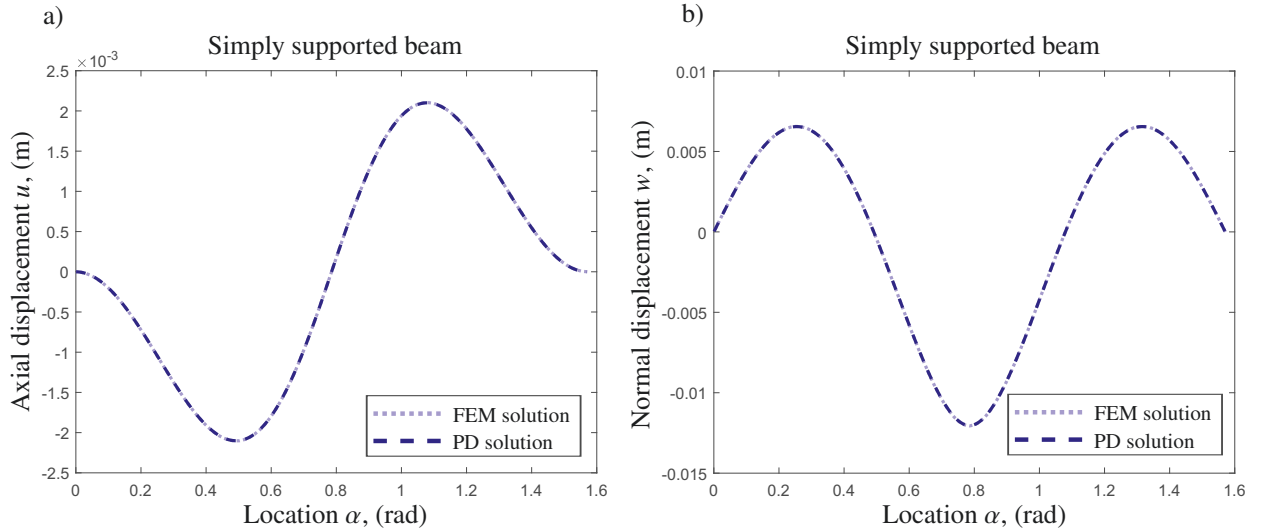 a)
Simply supported beam
×10⁻³
2.5
2
1.5
1
0.5
0
-0.5
-1
-1.5
-2
-2.5
Axial displacement u, (m)
FEM solution
PD solution
0 0.2 0.4 0.6 0.8 1 1.2 1.4 1.6
Location α, (rad)
b)
Simply supported beam
0.01
0.005
0
-0.005
-0.01
-0.015
Normal displacement w, (m)
FEM solution
PD solution
0 0.2 0.4 0.6 0.8 1 1.2 1.4 1.6
Location α, (rad)